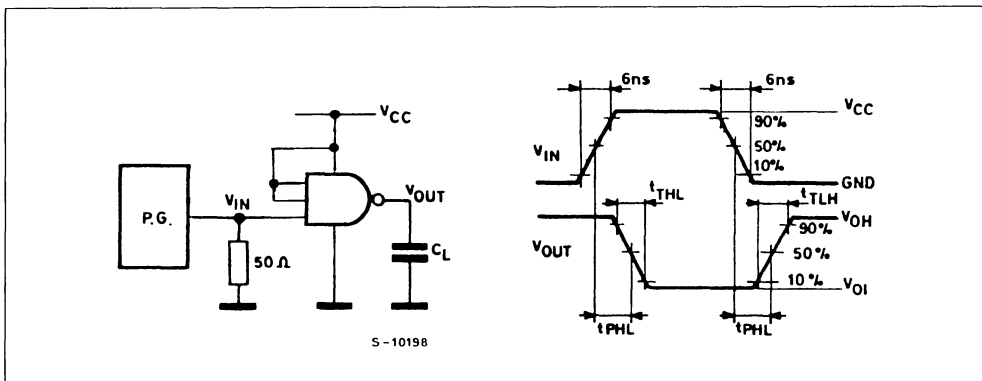 P.G.
V_IN
50 Ω
V_CC
V_OUT
C_L
S-10198
6ns
6ns
V_CC
90%
50%
10%
V_IN
GND
t_THL
t_TLH
V_OH
90%
V_OUT
50%
10%
V_OI
t_PHL
t_PHL